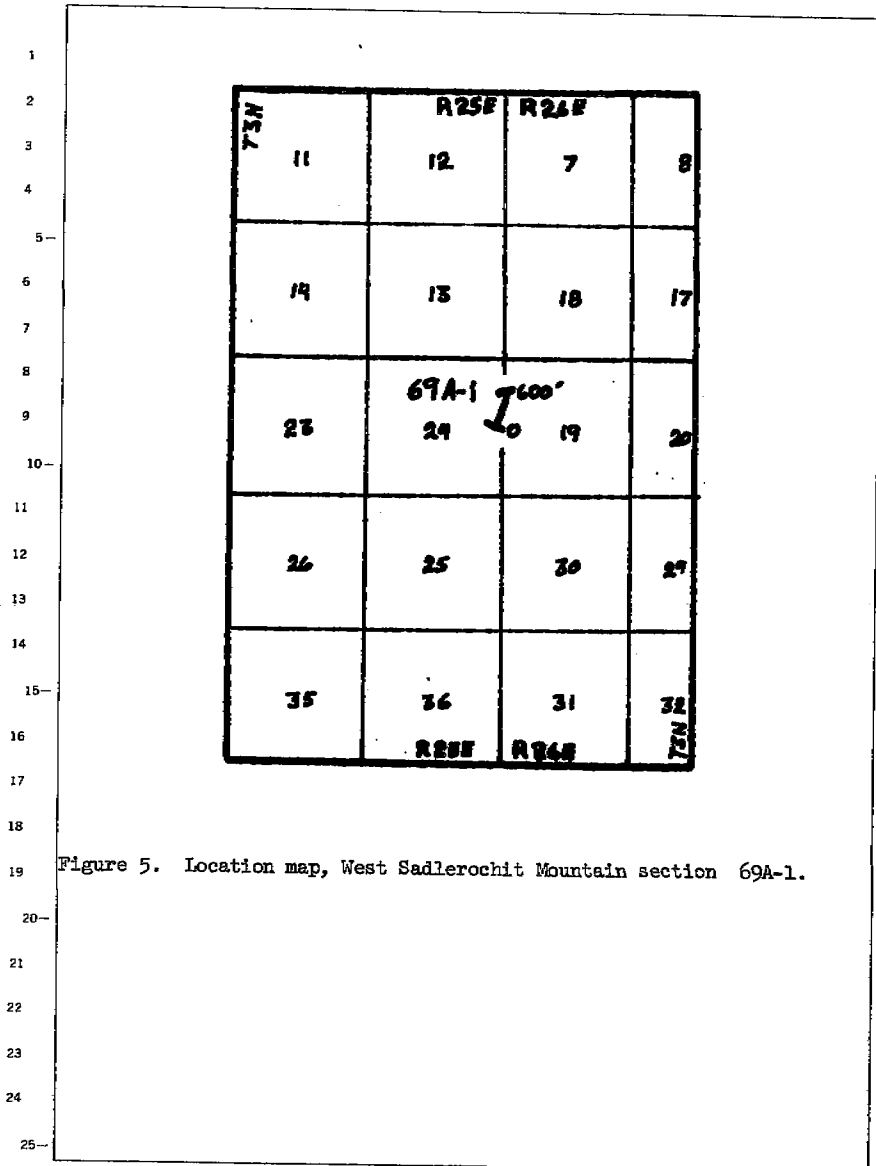 1
2
3
4
5-
6
7
8
9
10-
11
12
13
14
15-
16
17
18
19
20-
21
22
23
24
25-
R25E R26E
T3N
11 12 7 8
14 13 18 17
69A-1 600'
23 24 0 19 20
26 25 30 29
35 36 31 32
R25E R26E
T3N
Figure 5. Location map, West Sadlerochit Mountain section 69A-1.